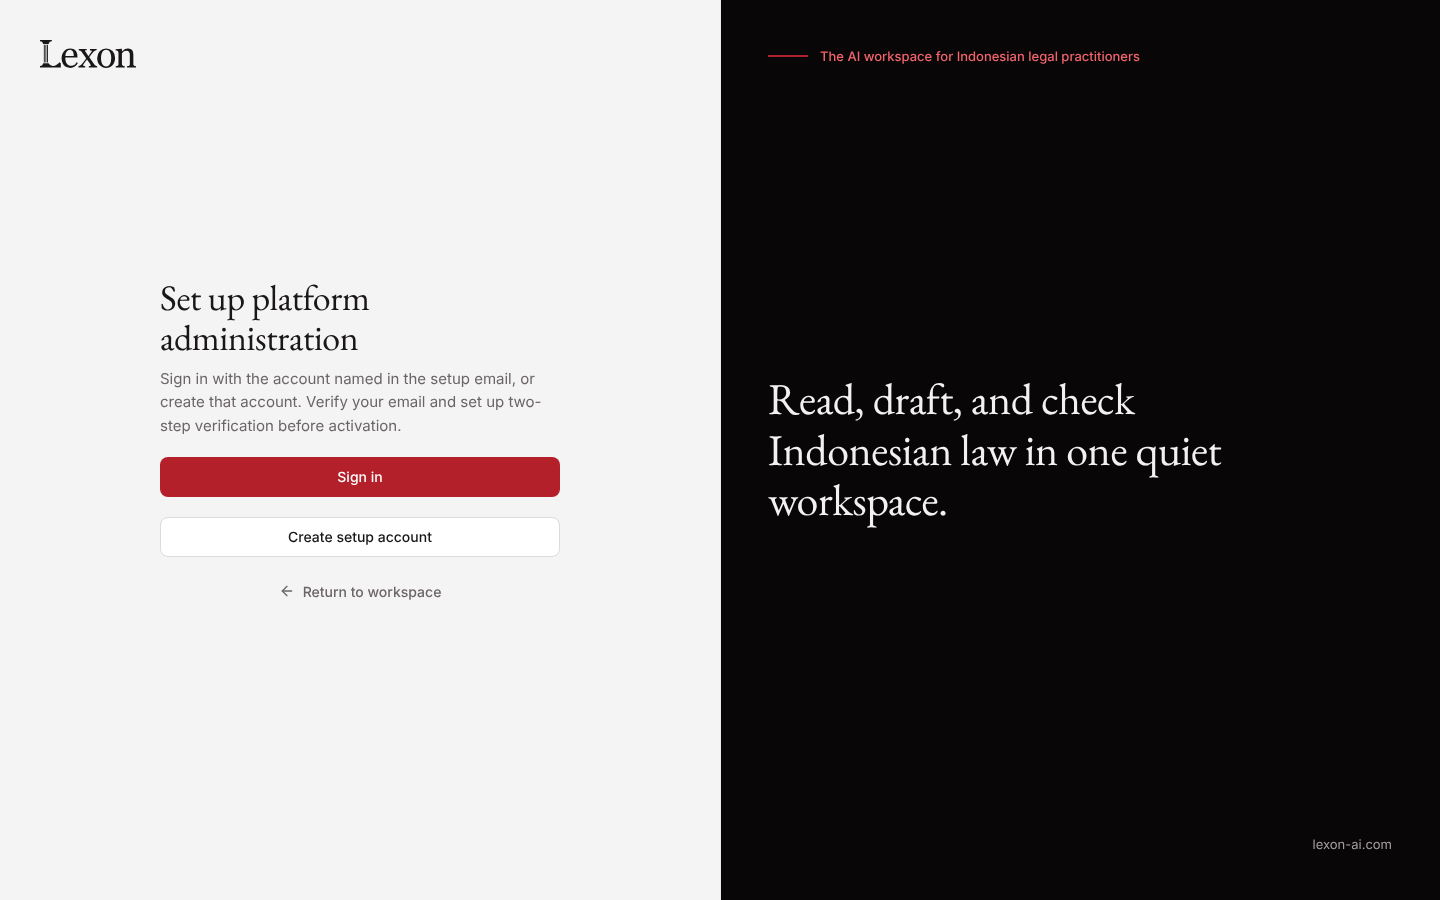 Lexon
Set up platform
administration
Sign in with the account named in the setup email, or
create that account. Verify your email and set up two-
step verification before activation.
Sign in
Create setup account
Return to workspace
The AI workspace for Indonesian legal practitioners
Read, draft, and check
Indonesian law in one quiet
workspace.
lexon-ai.com